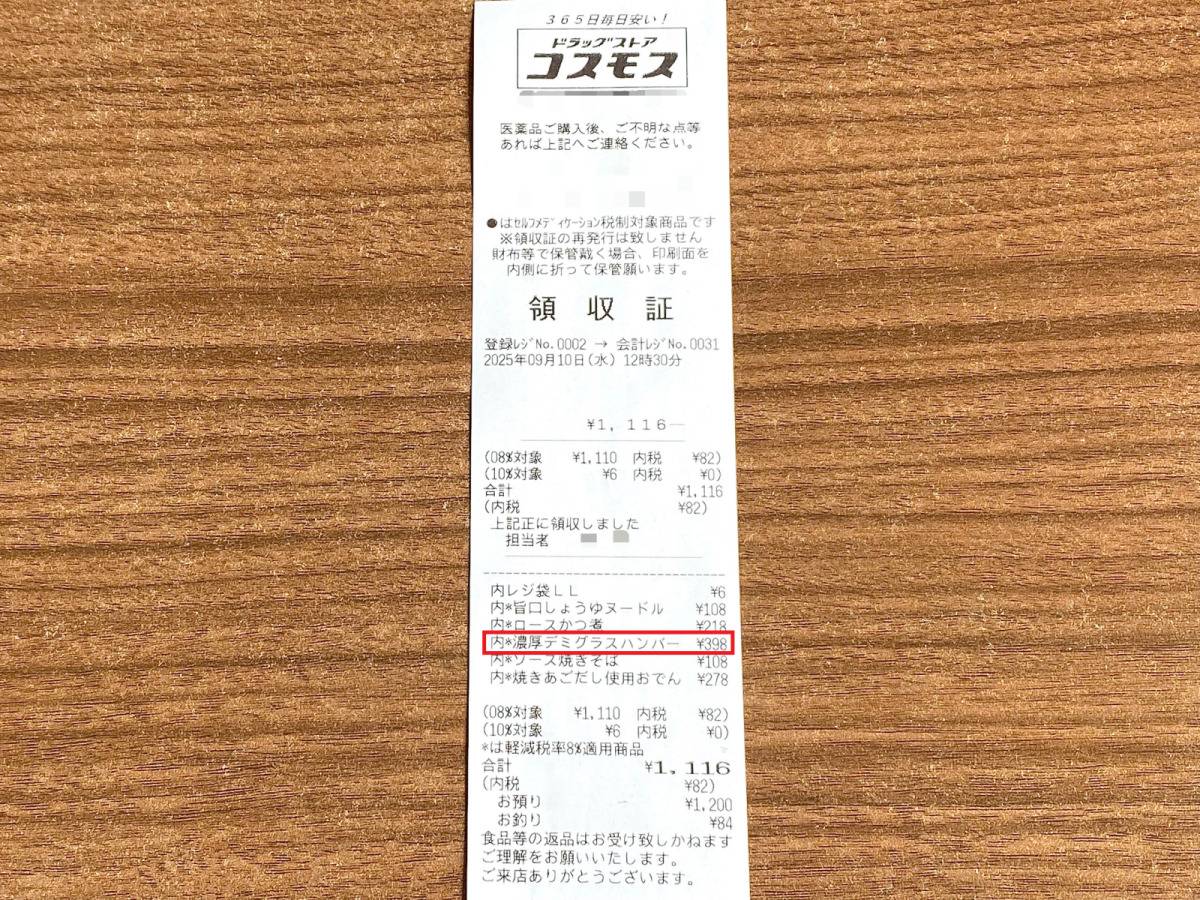 365日毎日安い!
ドラッグストア
コスモス
医薬品ご購入後、ご不明な点等
あれば上記へご連絡ください。
●はセルフメディケーション税制対象商品です
※領収証の再発行は致しません
財布等で保管戴く場合、印刷面を
内側に折って保管願います。
領収証
登録レジNo.0002 → 会計レジNo.0031
2025年09月10日(水) 12時30分
¥1,116―
(08%対象 ¥1,110 内税 ¥82)
(10%対象 ¥6 内税 ¥0)
合計 ¥1,116
(内税 ¥82)
上記正に領収しました
担当者
内レジ袋LL ¥6
内*旨口しょうゆヌードル ¥108
内*ロースかつ煮 ¥218
内*濃厚デミグラスハンバー ¥398
内*ソース焼きそば ¥108
内*焼きあごだし使用おでん ¥278
(08%対象 ¥1,110 内税 ¥82)
(10%対象 ¥6 内税 ¥0)
*は軽減税率8%適用商品
合計 ¥1,116
(内税 ¥82)
お預り ¥1,200
お釣り ¥84
食品等の返品はお受け致しかねます
ご理解をお願いいたします。
ご来店ありがとうございます。